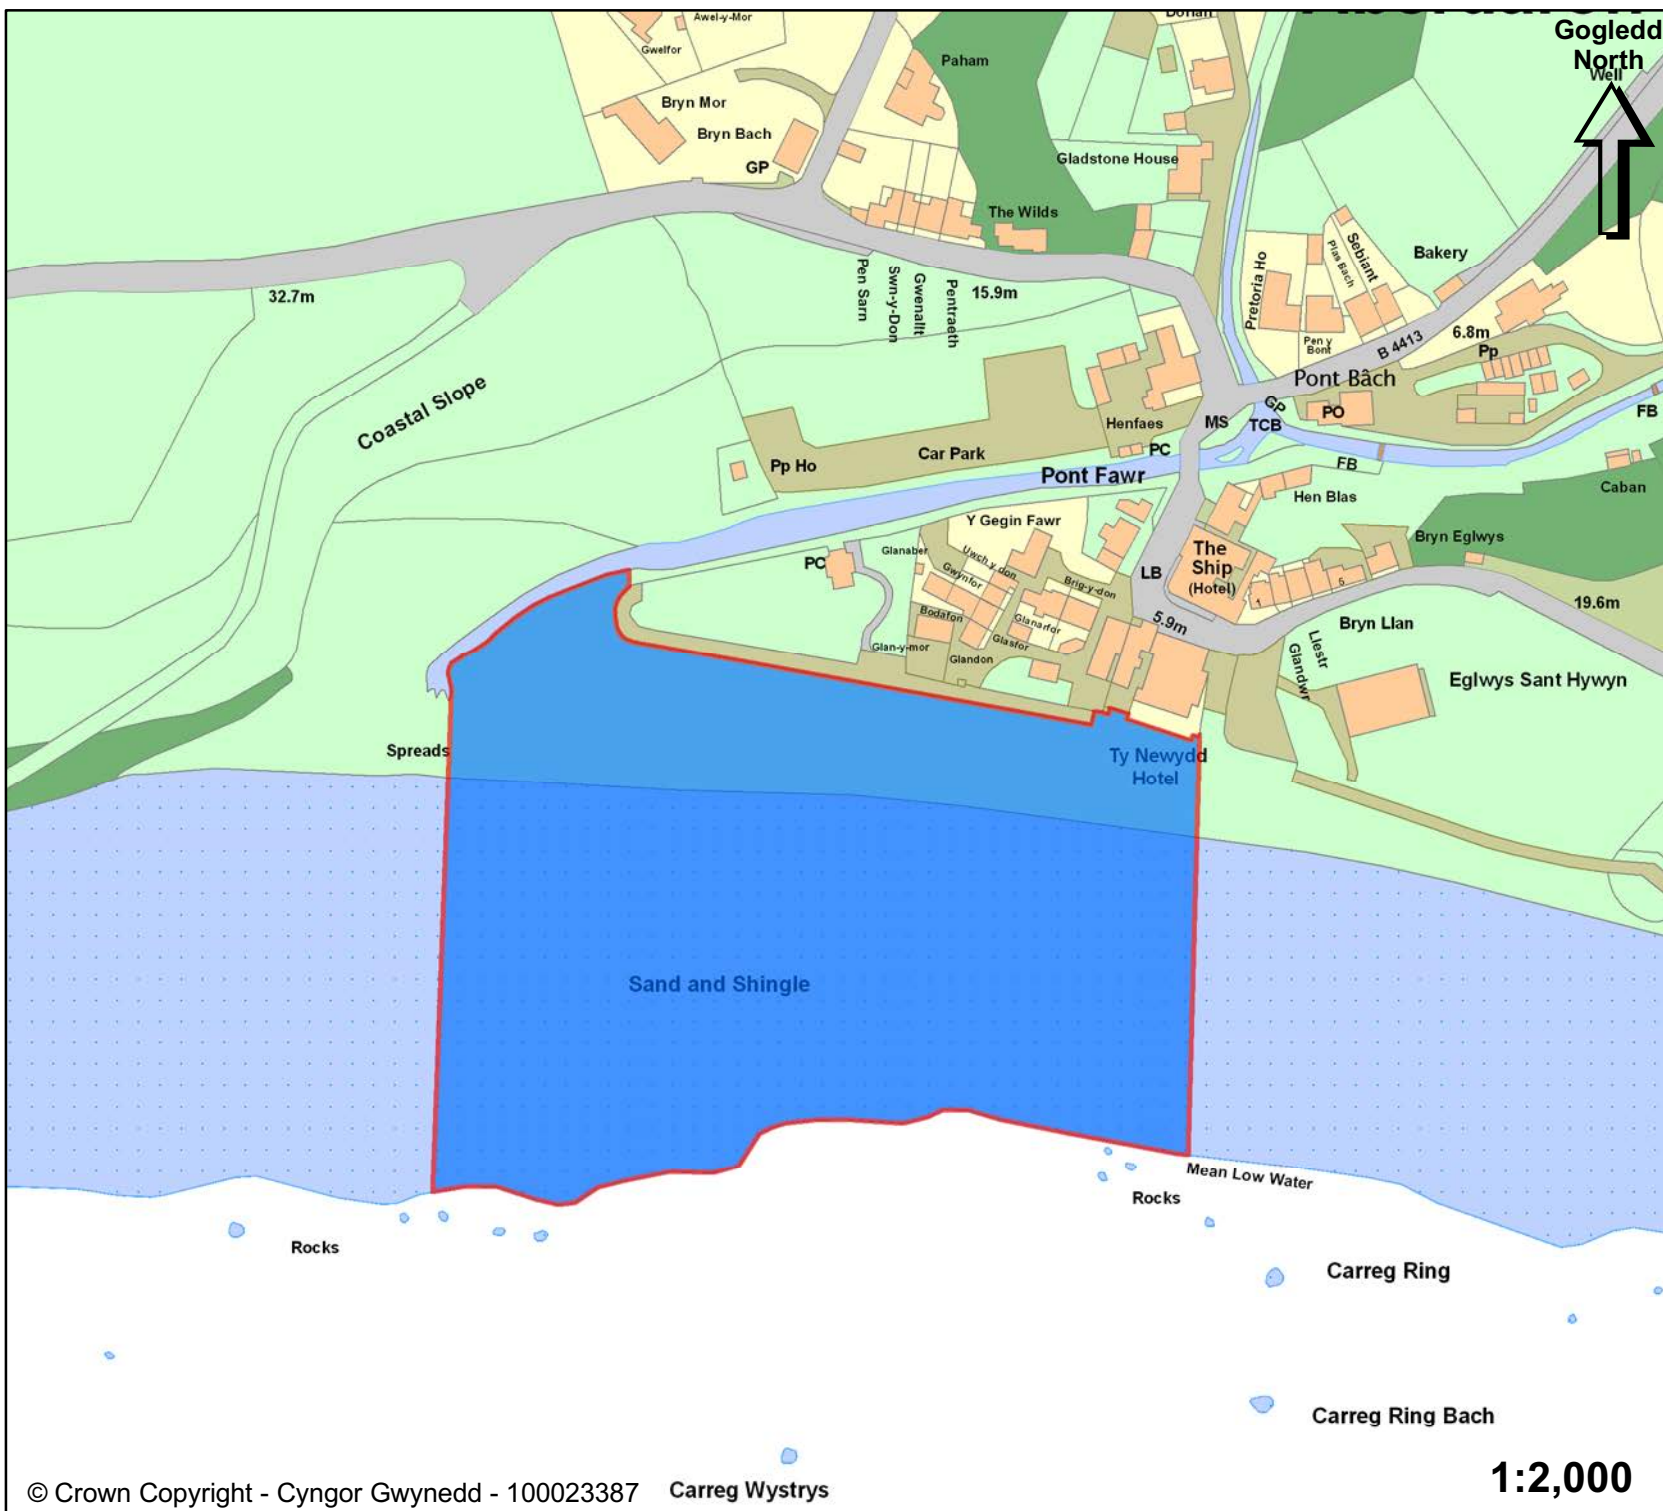 Awel-y-Mor
Gogledd
North
Well
Gwelfor
Paham
Bryn Mor
Bryn Bach
GP
Gladstone House
The Wilds
Bakery
Sebiant
Plas Bach
Pretoria Ho
Pen Sarn
Swn-y-Don
Gwenallt
Pentraeth
15.9m
32.7m
Pen y
Bont
B 4413
6.8m
Pp
Pont Bâch
Coastal Slope
GP
MS
TCB
PO
FB
Henfaes
PC
Car Park
Pp Ho
Pont Fawr
FB
Hen Blas
Caban
Y Gegin Fawr
Bryn Eglwys
Glanaber
Uwch y don
Gwynfor
PC
The
Ship
(Hotel)
LB
Brig-y-don
1
5
Bodafon
Glanarfor
5.9m
19.6m
Bryn Llan
Glan-y-mor
Glasfor
Glandon
Llestr
Glandwr
Eglwys Sant Hywyn
Spreads
Ty Newydd
Hotel
Sand and Shingle
Mean Low Water
Rocks
Rocks
Carreg Ring
Carreg Ring Bach
1:2,000
© Crown Copyright - Cyngor Gwynedd - 100023387
Carreg Wystrys